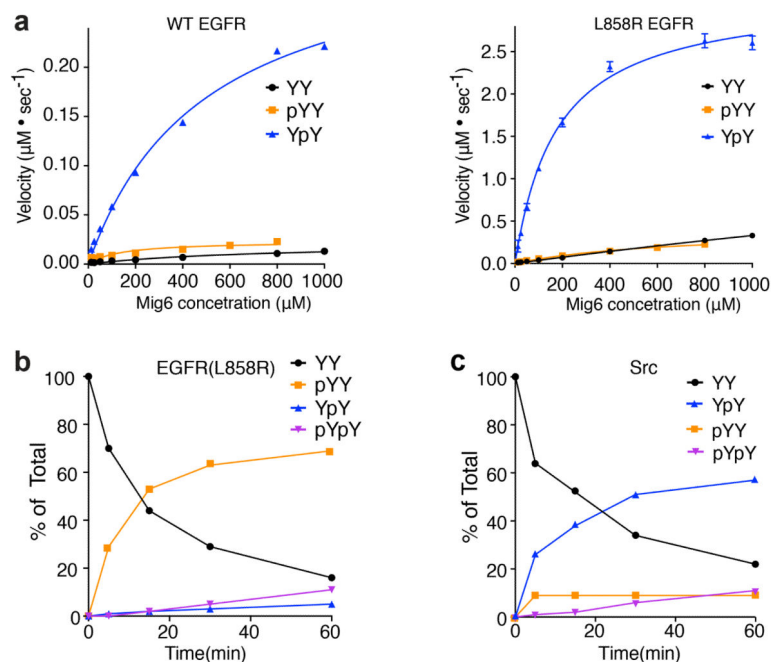 a
WT EGFR
L858R EGFR
Velocity (µM • sec-1)
0.20
0.15
0.10
0.05
0.00
YY
pYY
YpY
0 200 400 600 800 1000
Mig6 concetration (µM)
Velocity (µM • sec-1)
2.5
2.0
1.5
1.0
0.5
0.0
YY
pYY
YpY
0 200 400 600 800 1000
Mig6 concetration (µM)
b
EGFR(L858R)
YY
pYY
YpY
pYpY
% of Total
100
80
60
40
20
0
0 20 40 60
Time(min)
c
Src
YY
YpY
pYY
pYpY
% of Total
100
80
60
40
20
0
0 20 40 60
Time(min)